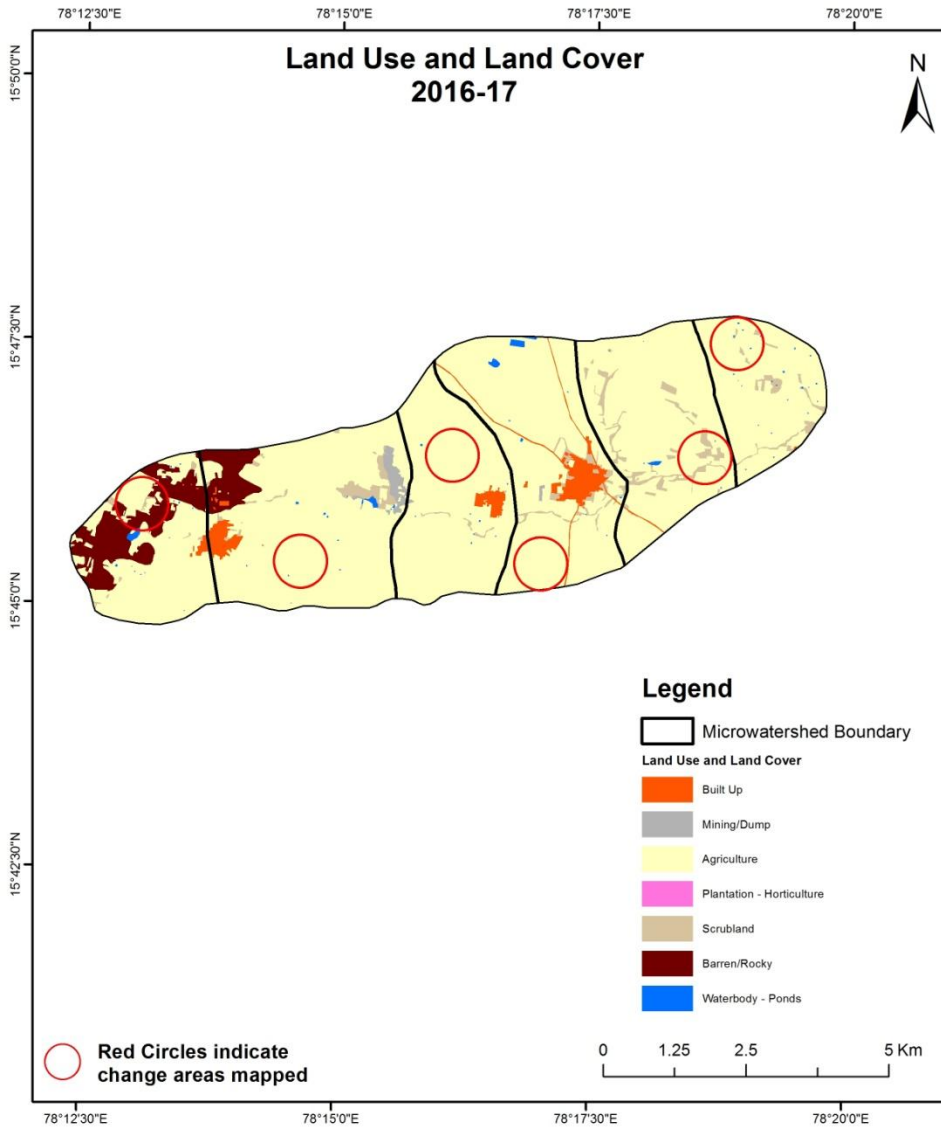 78°12'30"E
78°15'0"E
78°17'30"E
78°20'0"E
Land Use and Land Cover
2016-17
N
15°50'0"N
15°47'30"N
15°45'0"N
15°42'30"N
Legend
Microwatershed Boundary
Land Use and Land Cover
Built Up
Mining/Dump
Agriculture
Plantation - Horticulture
Scrubland
Barren/Rocky
Waterbody - Ponds
Red Circles indicate
change areas mapped
0 1.25 2.5 5 Km
78°12'30"E
78°15'0"E
78°17'30"E
78°20'0"E